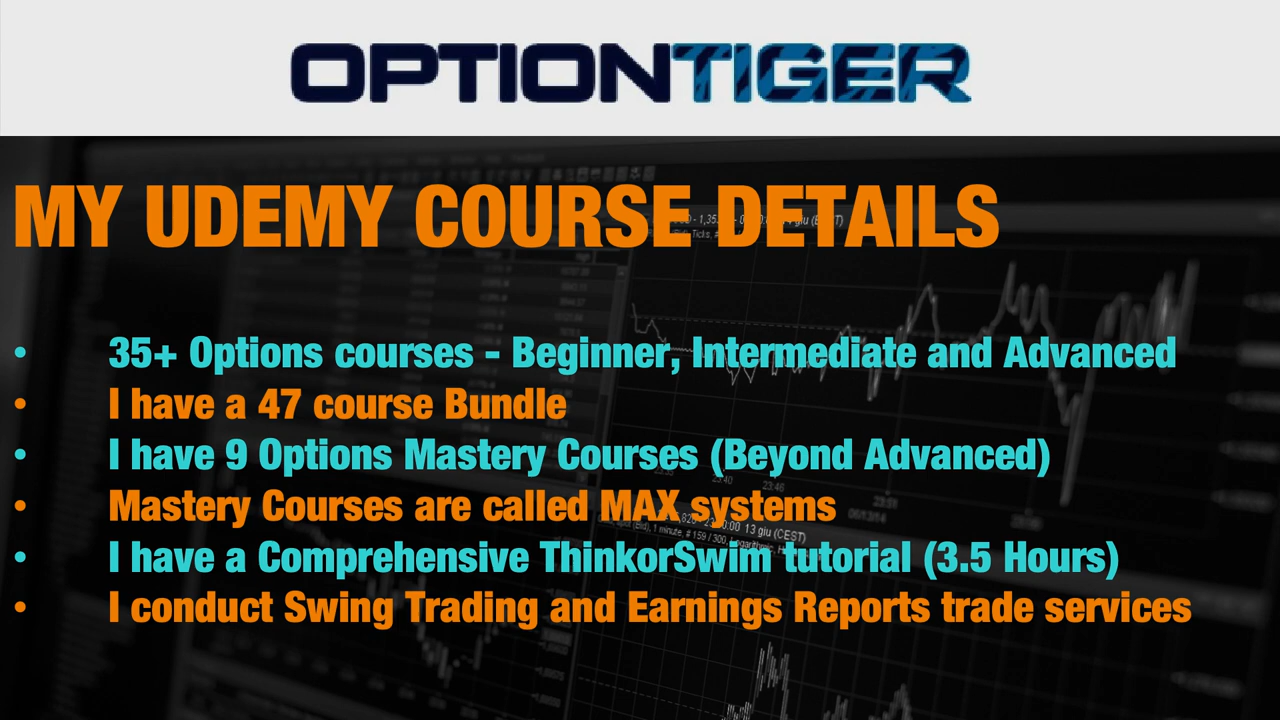 OPTIONTIGER
MY UDEMY COURSE DETAILS
• 35+ Options courses - Beginner, Intermediate and Advanced
• I have a 47 course Bundle
• I have 9 Options Mastery Courses (Beyond Advanced)
• Mastery Courses are called MAX systems
• I have a Comprehensive ThinkorSwim tutorial (3.5 Hours)
• I conduct Swing Trading and Earnings Reports trade services